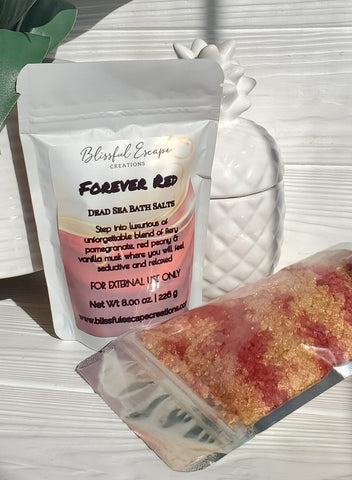 Blissful Escape
CREATIONS
Forever Red
Dead Sea Bath Salts
Step into luxurious of
unforgettable blend of fiery
pomegranate, red peony &
vanilla musk where you will feel
seductive and relaxed
FOR EXTERNAL USE ONLY
Net Wt 8.00 oz | 226 g
www.blissfulescapecreations.co